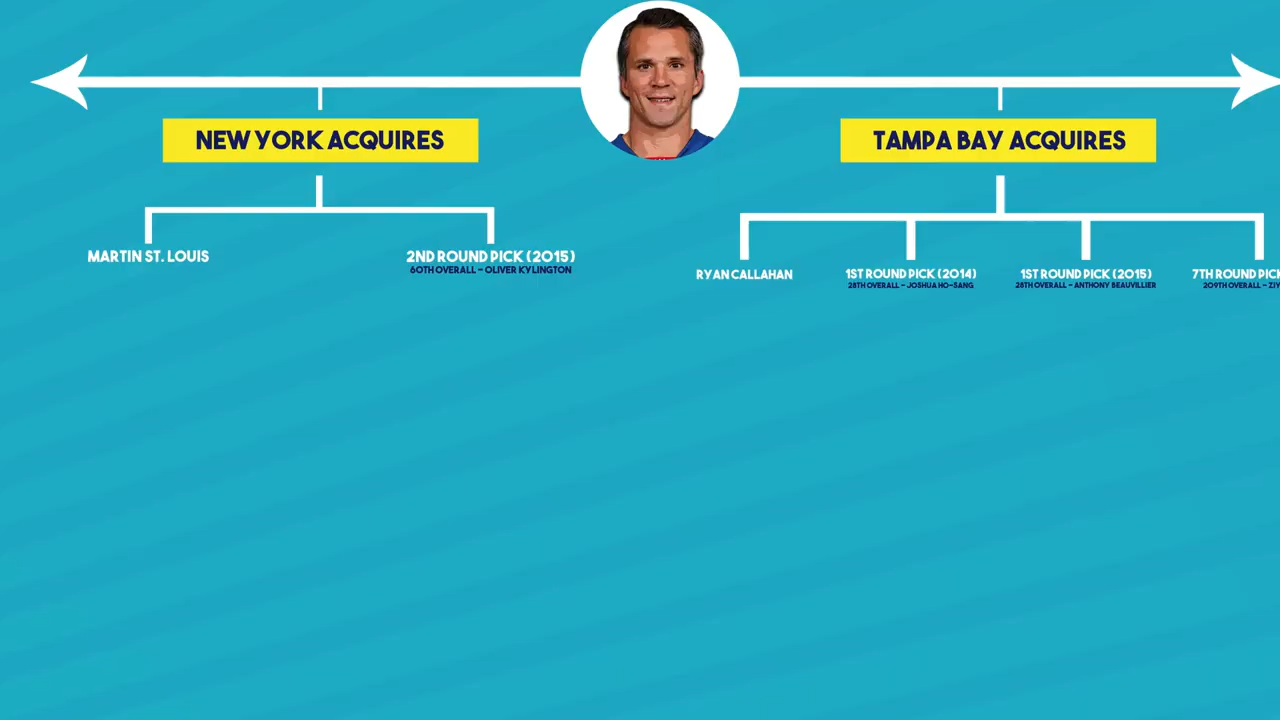 NEW YORK ACQUIRES
TAMPA BAY ACQUIRES
MARTIN ST. LOUIS
2ND ROUND PICK (2015)
60TH OVERALL - OLIVER KYLINGTON
RYAN CALLAHAN
1ST ROUND PICK (2014)
28TH OVERALL - JOSHUA HO-SANG
1ST ROUND PICK (2015)
28TH OVERALL - ANTHONY BEAUVILLIER
7TH ROUND PICK
209TH OVERALL -